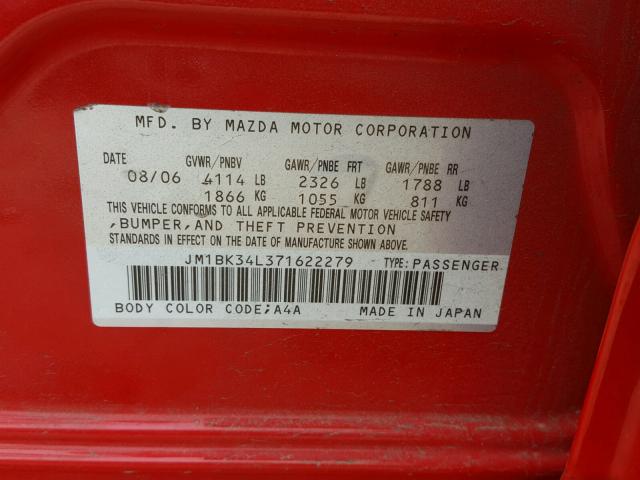 MFD. BY MAZDA MOTOR CORPORATION
DATE GVWR/PNBV GAWR/PNBE FRT GAWR/PNBE RR
08/06 4114 LB 2326 LB 1788 LB
1866 KG 1055 KG 811 KG
THIS VEHICLE CONFORMS TO ALL APPLICABLE FEDERAL MOTOR VEHICLE SAFETY
,BUMPER,AND THEFT PREVENTION
STANDARDS IN EFFECT ON THE DATE OF MANUFACTURE SHOWN ABOVE.
JM1BK34L371622279 TYPE:PASSENGER
BODY COLOR CODE;A4A MADE IN JAPAN